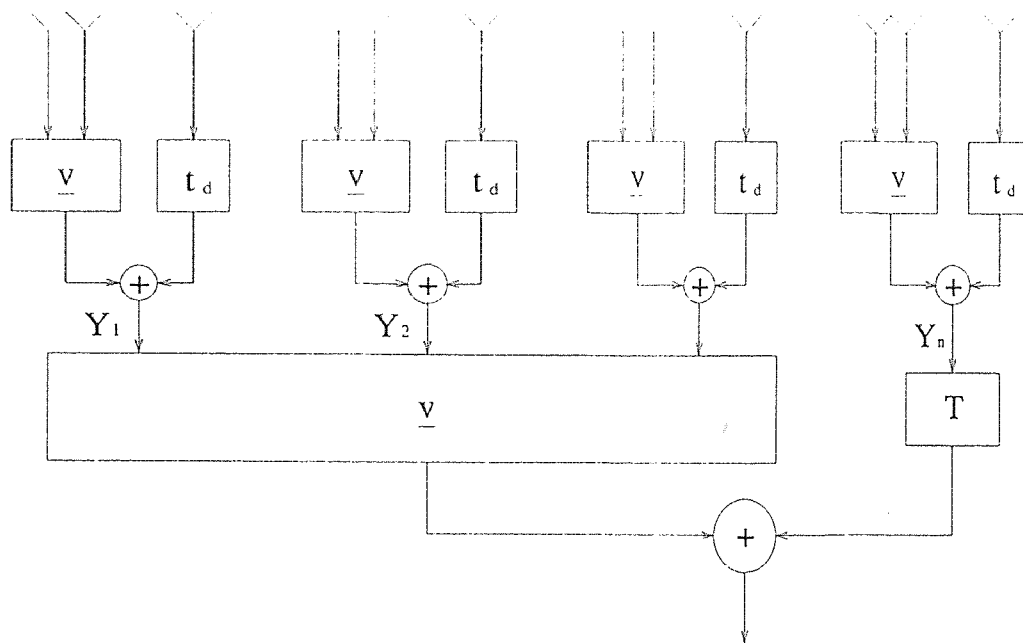 v t d v t d v t d v t d
+ + + +
Y1 Y2 Yn
v T
+